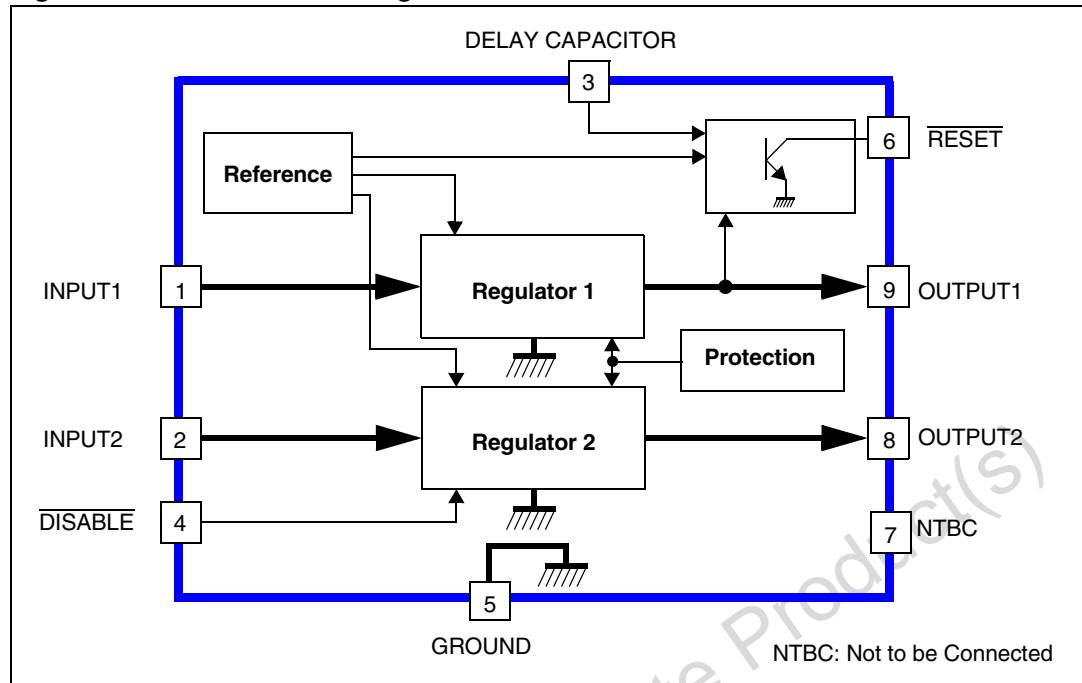 DELAY CAPACITOR
3
6
RESET
Reference
INPUT1
1
Regulator 1
9
OUTPUT1
Protection
INPUT2
2
Regulator 2
8
OUTPUT2
DISABLE
4
7
NTBC
5
GROUND
NTBC: Not to be Connected
Product(s)